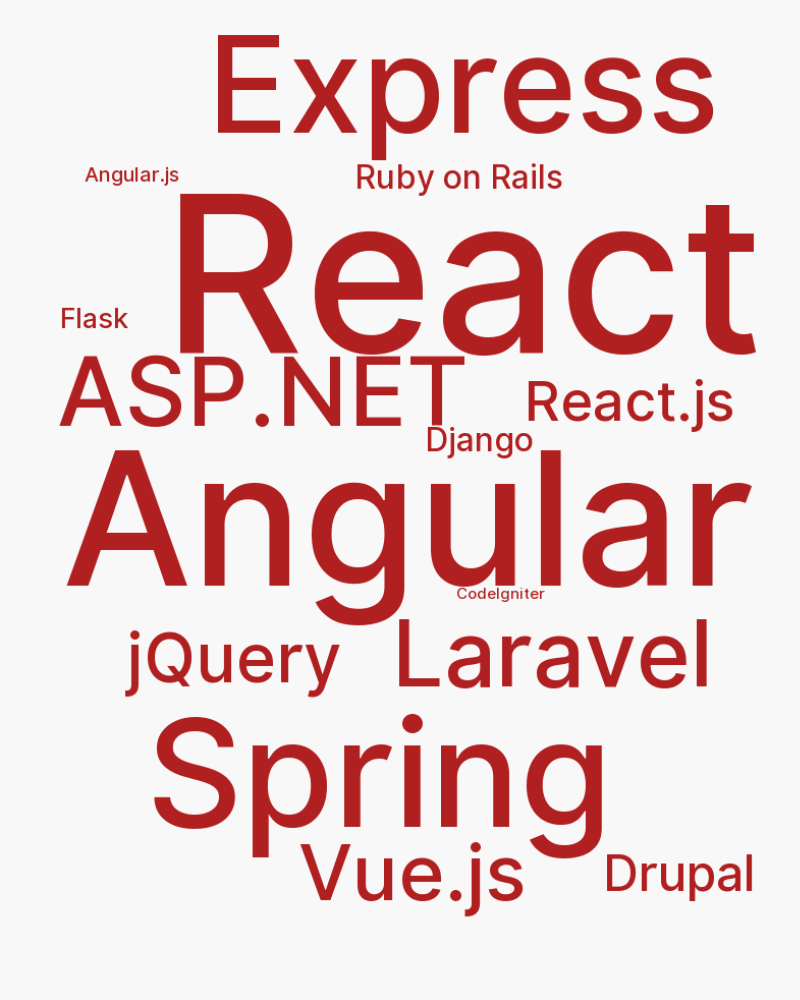 Express
Angular.js
Ruby on Rails
React
Flask
ASP.NET
React.js
Django
Angular
CodeIgniter
jQuery
Laravel
Spring
Vue.js
Drupal